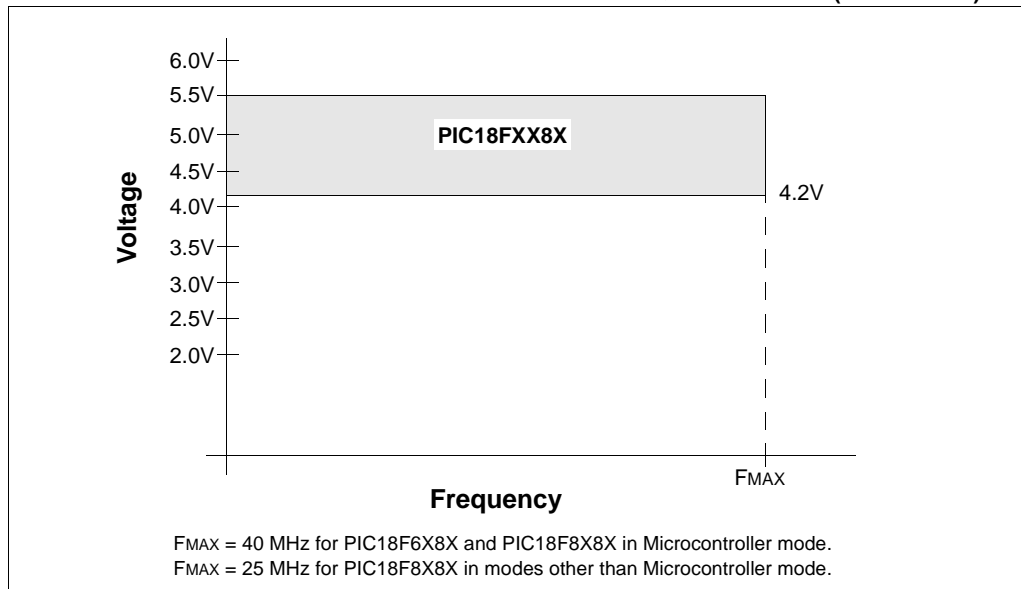 6.0V
5.5V
5.0V
4.5V
4.0V
3.5V
3.0V
2.5V
2.0V
Voltage
PIC18FXX8X
4.2V
FMAX
Frequency
FMAX = 40 MHz for PIC18F6X8X and PIC18F8X8X in Microcontroller mode.
FMAX = 25 MHz for PIC18F8X8X in modes other than Microcontroller mode.